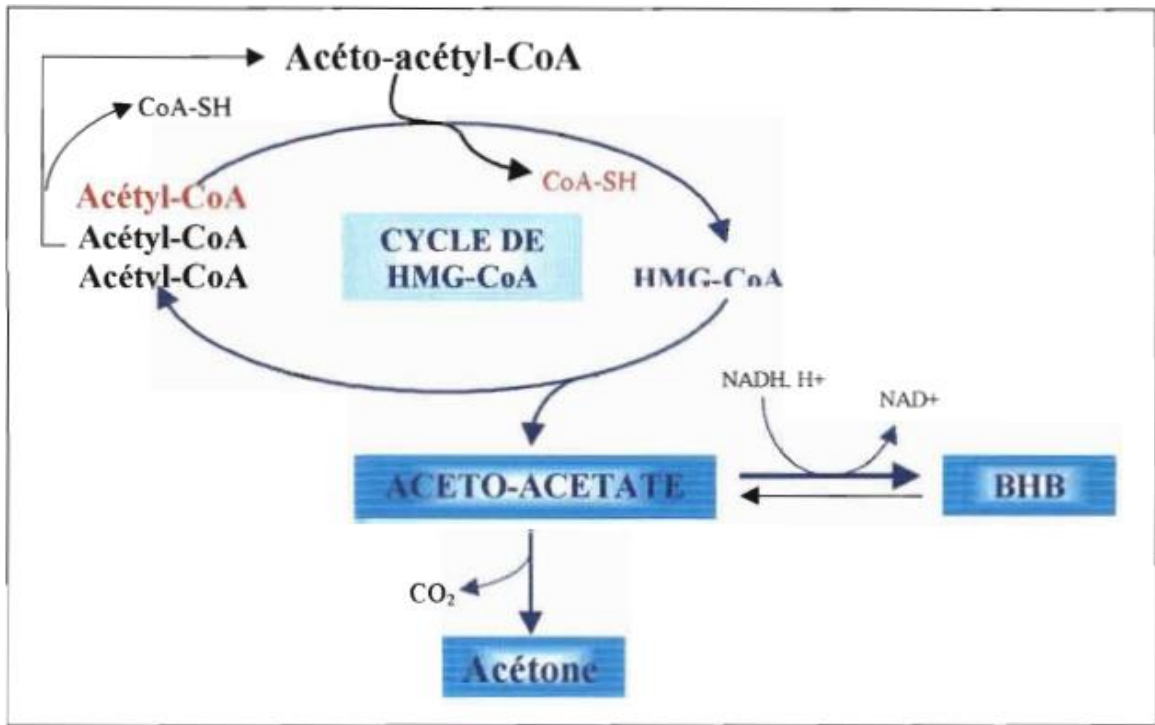 Acéto-acétyl-CoA
CoA-SH
CoA-SH
Acétyl-CoA
Acétyl-CoA
Acétyl-CoA
CYCLE DE
HMG-CoA
HMG-CoA
NADH. H+
NAD+
ACETO-ACETATE
BHB
CO₂
Acétone